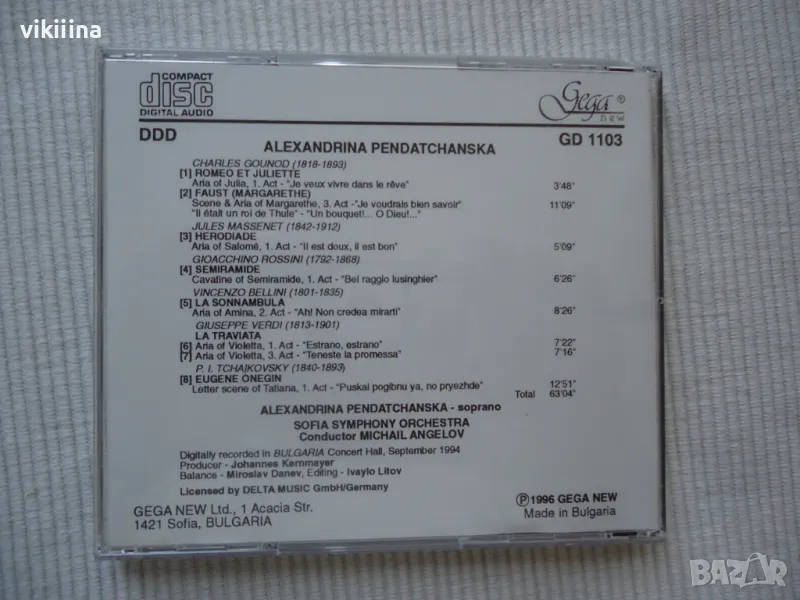 vikiiina
COMPACT
disc
DIGITAL AUDIO
Gega ®
new
DDD
GD 1103
ALEXANDRINA PENDATCHANSKA
CHARLES GOUNOD (1818-1893)
[1] ROMEO ET JULIETTE
Aria of Julia, 1. Act - "Je veux vivre dans le rêve" 3'48"
[2] FAUST (MARGARETHE)
Scene & Aria of Margarethe, 3. Act -"Je voudrais bien savoir" 11'09"
"Il était un roi de Thule" - "Un bouquet!... O Dieu!..."
JULES MASSENET (1842-1912)
[3] HERODIADE
Aria of Salomé, 1. Act - "Il est doux, il est bon" 5'09"
GIOACCHINO ROSSINI (1792-1868)
[4] SEMIRAMIDE
Cavatine of Semiramide, 1. Act - "Bel raggio lusinghier" 6'26"
VINCENZO BELLINI (1801-1835)
[5] LA SONNAMBULA
Aria of Amina, 2. Act - "Ah! Non credea mirarti" 8'26"
GIUSEPPE VERDI (1813-1901)
LA TRAVIATA
[6] Aria of Violetta, 1. Act - "Estrano, estrano" 7'22"
[7] Aria of Violetta, 3. Act - "Teneste la promessa" 7'16"
P. I. TCHAIKOVSKY (1840-1893)
[8] EUGENE ONEGIN
Letter scene of Tatiana, 1. Act - "Puskai pogibnu ya, no pryezhde" 12'51"
Total 63'04"
ALEXANDRINA PENDATCHANSKA - soprano
SOFIA SYMPHONY ORCHESTRA
Conductor MICHAIL ANGELOV
Digitally recorded in BULGARIA Concert Hall, September 1994
Producer - Johannes Kernmayer
Balance - Miroslav Danev, Editing - Ivaylo Litov
Licensed by DELTA MUSIC GmbH/Germany
GEGA NEW Ltd., 1 Acacia Str.
1421 Sofia, BULGARIA
Ⓟ 1996 GEGA NEW
Made in Bulgaria
BAZAR